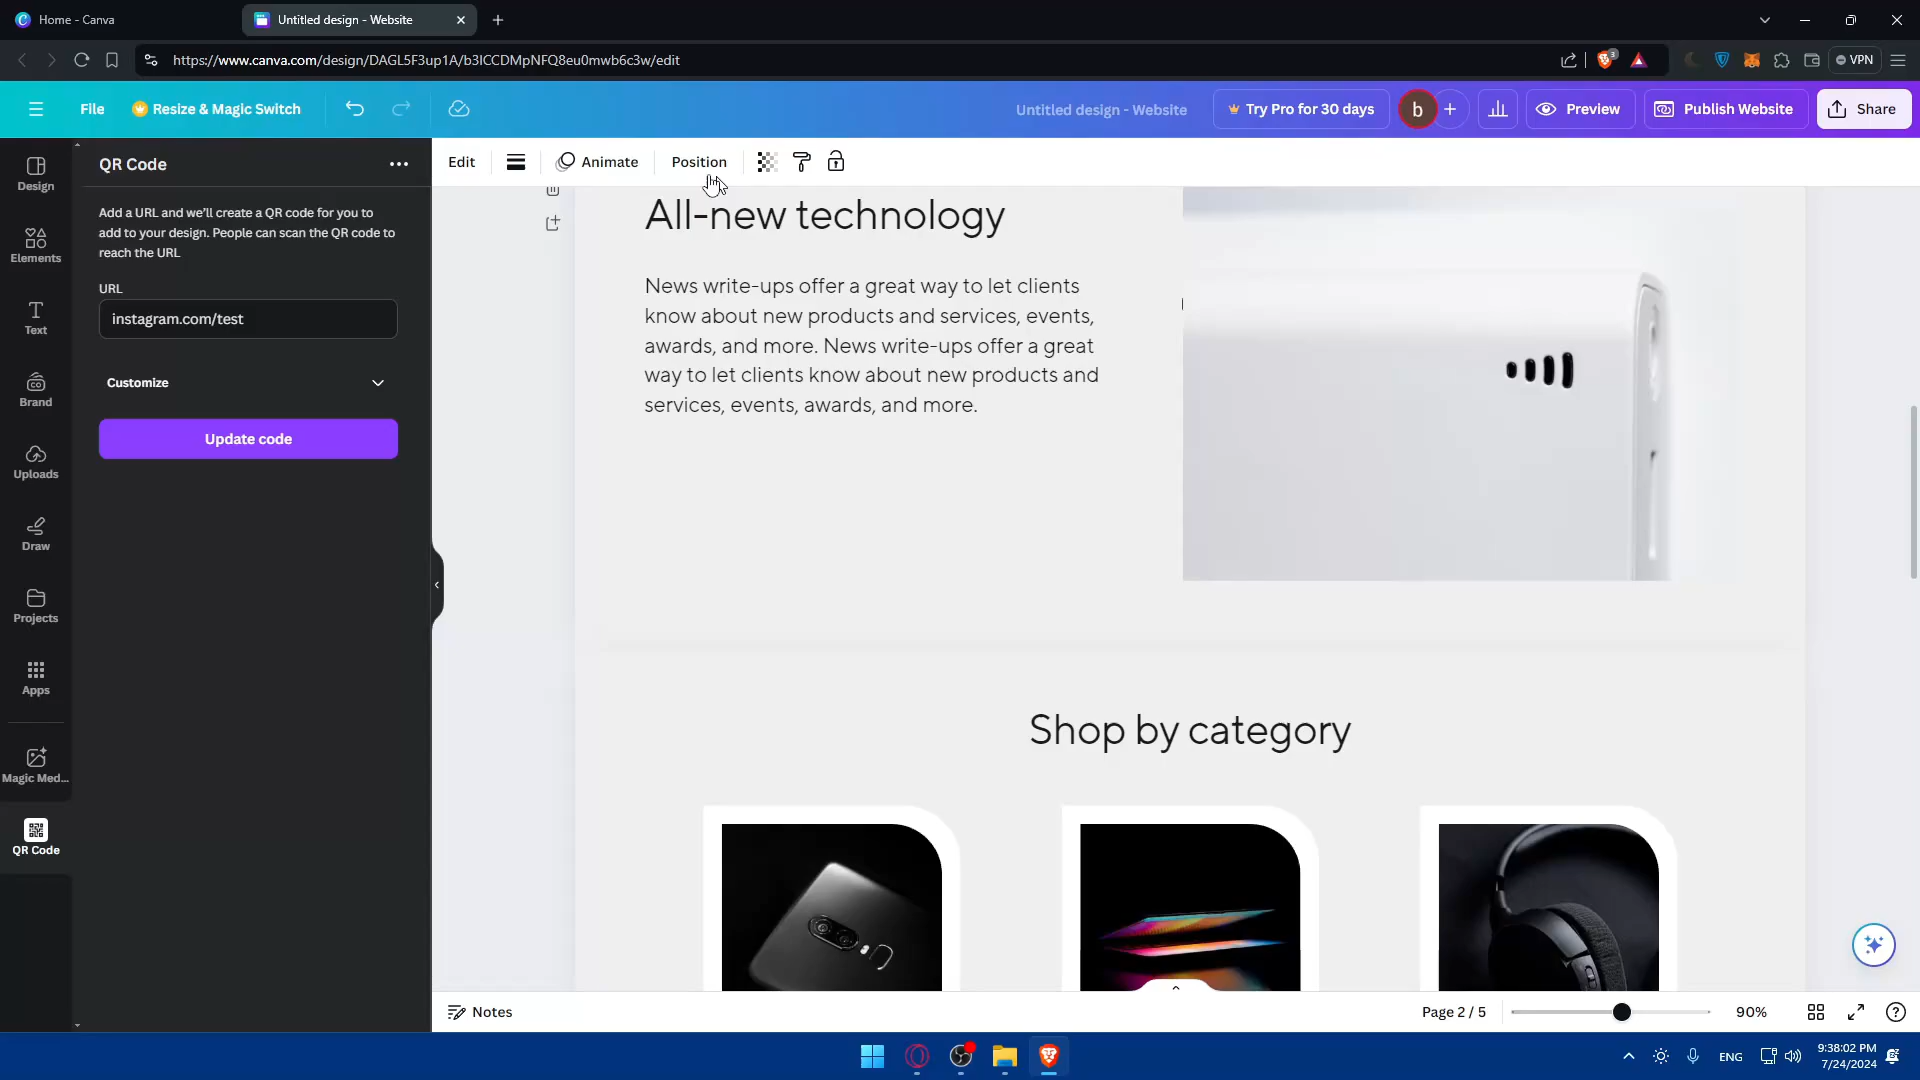 Home - Canva
Untitled design - Website
https://www.canva.com/design/DAGL5F3up1A/b3ICCDMpNFQ8eu0mwb6c3w/edit
3
VPN
File
Resize & Magic Switch
Untitled design - Website
Try Pro for 30 days
b
Preview
Publish Website
Share
Design
Elements
Text
Brand
Uploads
Draw
Projects
Apps
Magic Med...
QR Code
QR Code
Add a URL and we'll create a QR code for you to
add to your design. People can scan the QR code to
reach the URL
URL
instagram.com/test
Customize
Update code
Edit
Animate
Position
All-new technology
News write-ups offer a great way to let clients
know about new products and services, events,
awards, and more. News write-ups offer a great
way to let clients know about new products and
services, events, awards, and more.
Shop by category
Notes
Page 2 / 5
90%
ENG
9:38:02 PM
7/24/2024